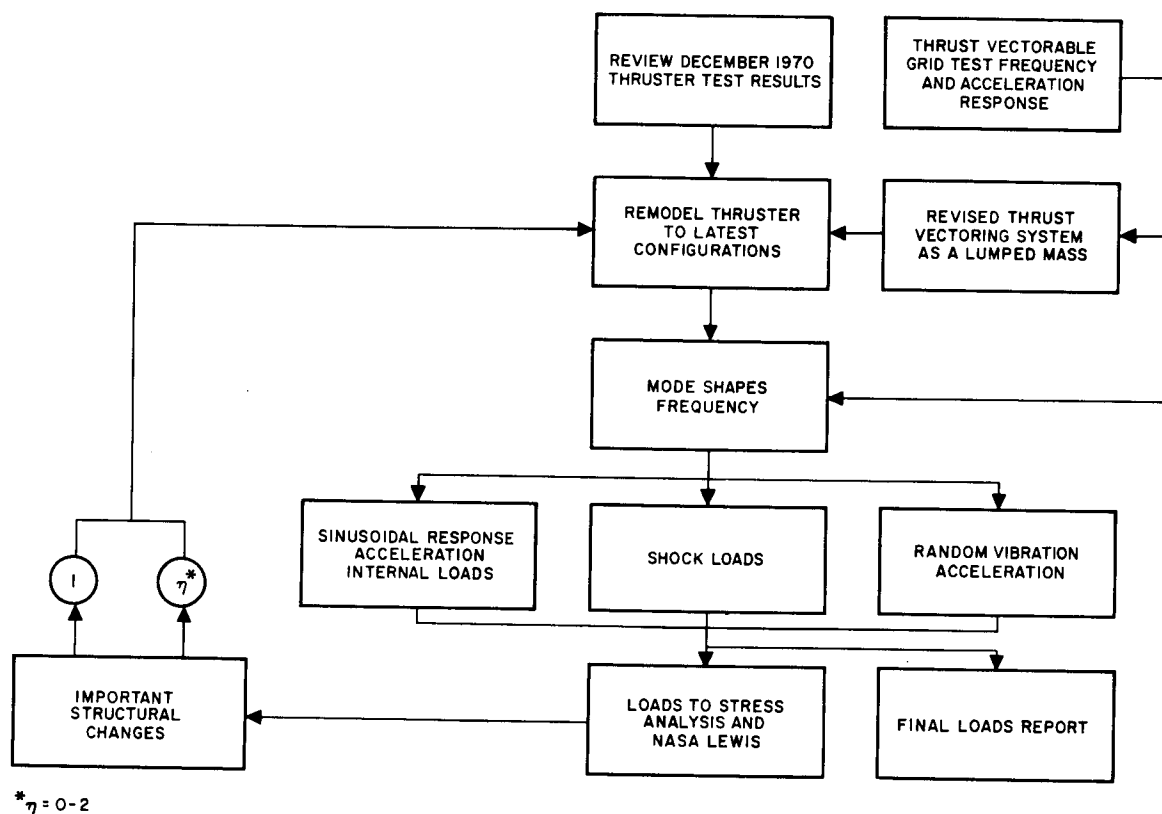 REVIEW DECEMBER 1970
THRUSTER TEST RESULTS
THRUST VECTORABLE
GRID TEST FREQUENCY
AND ACCELERATION
RESPONSE
REMODEL THRUSTER
TO LATEST
CONFIGURATIONS
REVISED THRUST
VECTORING SYSTEM
AS A LUMPED MASS
MODE SHAPES
FREQUENCY
SINUSOIDAL RESPONSE
ACCELERATION
INTERNAL LOADS
SHOCK LOADS
RANDOM VIBRATION
ACCELERATION
I
η*
IMPORTANT
STRUCTURAL
CHANGES
LOADS TO STRESS
ANALYSIS AND
NASA LEWIS
FINAL LOADS REPORT
*η = 0-2